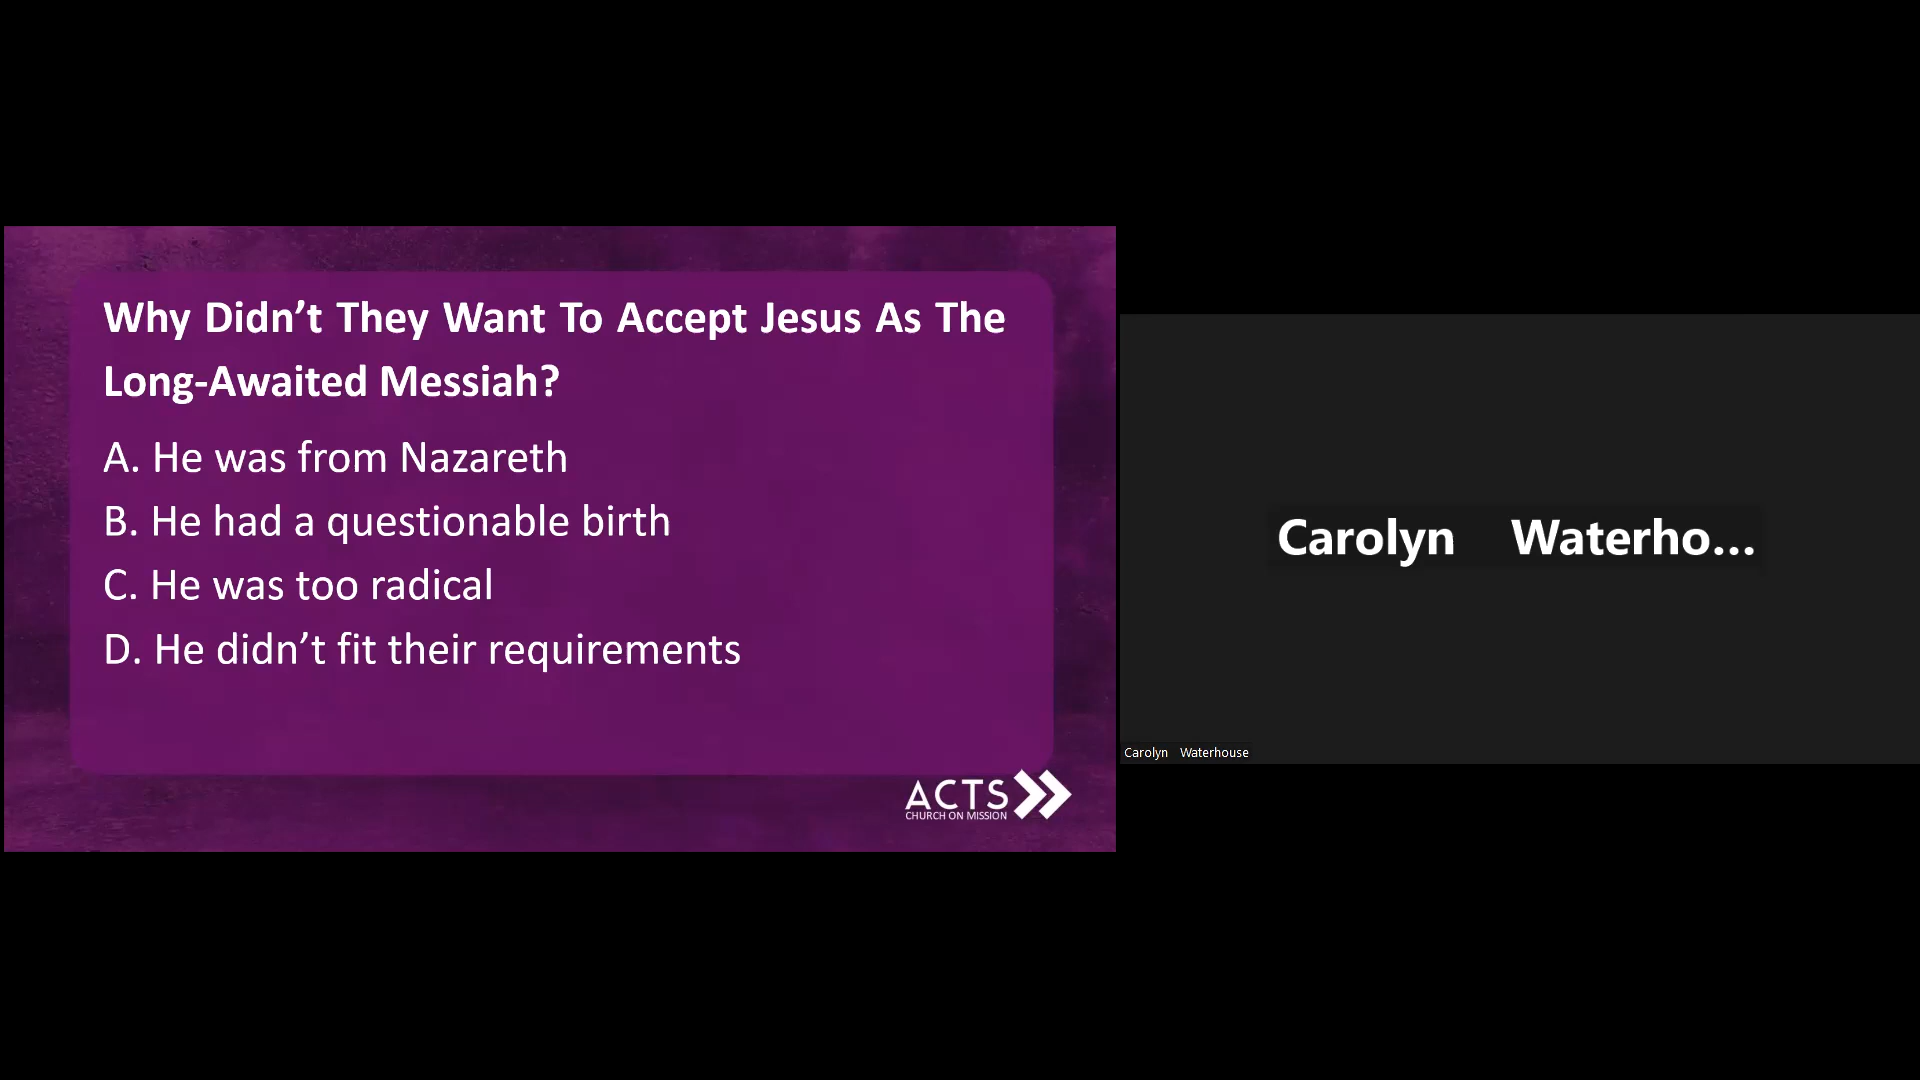 Why Didn’t They Want To Accept Jesus As The
Long-Awaited Messiah?
A. He was from Nazareth
B. He had a questionable birth
C. He was too radical
D. He didn’t fit their requirements
ACTS
CHURCH ON MISSION
Carolyn Waterho...
Carolyn Waterhouse